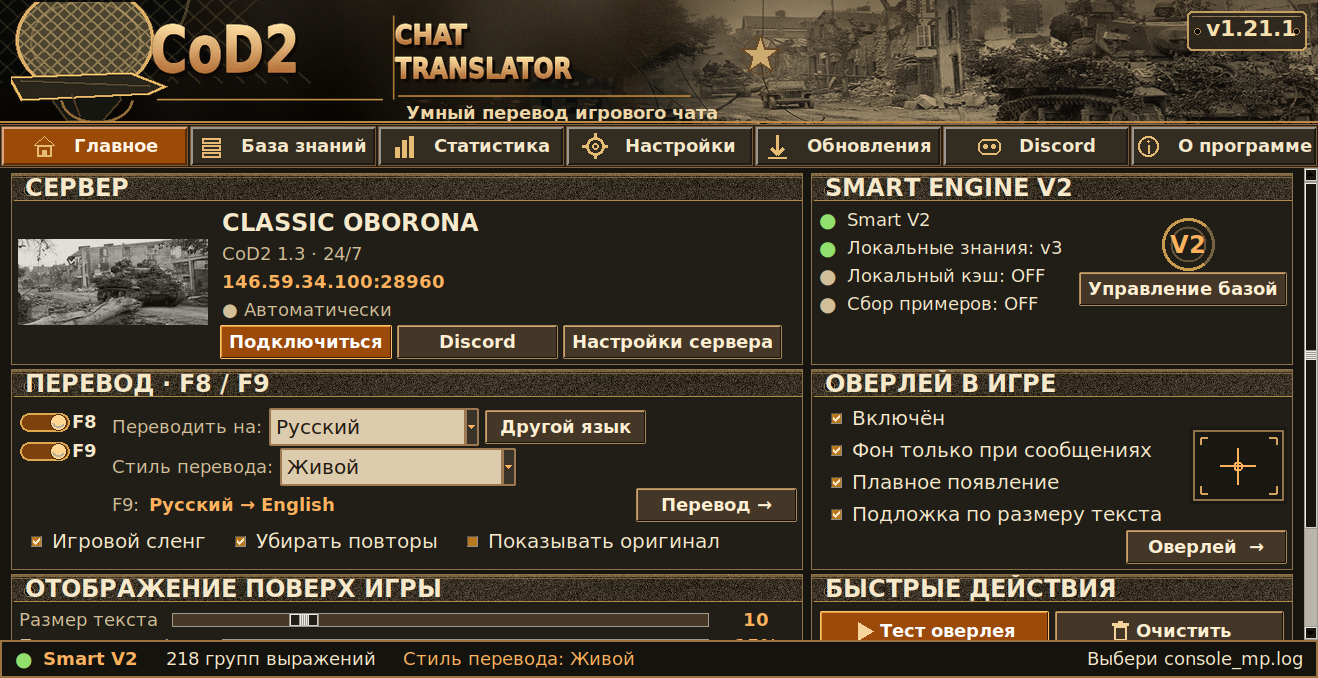 CoD2
CHAT
TRANSLATOR
Умный перевод игрового чата
v1.21.1
Главное
База знаний
Статистика
Настройки
Обновления
Discord
О программе
СЕРВЕР
CLASSIC OBORONA
CoD2 1.3 · 24/7
146.59.34.100:28960
Автоматически
Подключиться
Discord
Настройки сервера
SMART ENGINE V2
Smart V2
Локальные знания: v3
Локальный кэш: OFF
Сбор примеров: OFF
V2
Управление базой
ПЕРЕВОД · F8 / F9
F8
F9
Переводить на:
Русский
Другой язык
Стиль перевода:
Живой
F9: Русский → English
Перевод →
Игровой сленг
Убирать повторы
Показывать оригинал
ОВЕРЛЕЙ В ИГРЕ
Включён
Фон только при сообщениях
Плавное появление
Подложка по размеру текста
Оверлей →
ОТОБРАЖЕНИЕ ПОВЕРХ ИГРЫ
Размер текста
10
БЫСТРЫЕ ДЕЙСТВИЯ
Тест оверлея
Очистить
Smart V2
218 групп выражений
Стиль перевода: Живой
Выбери console_mp.log